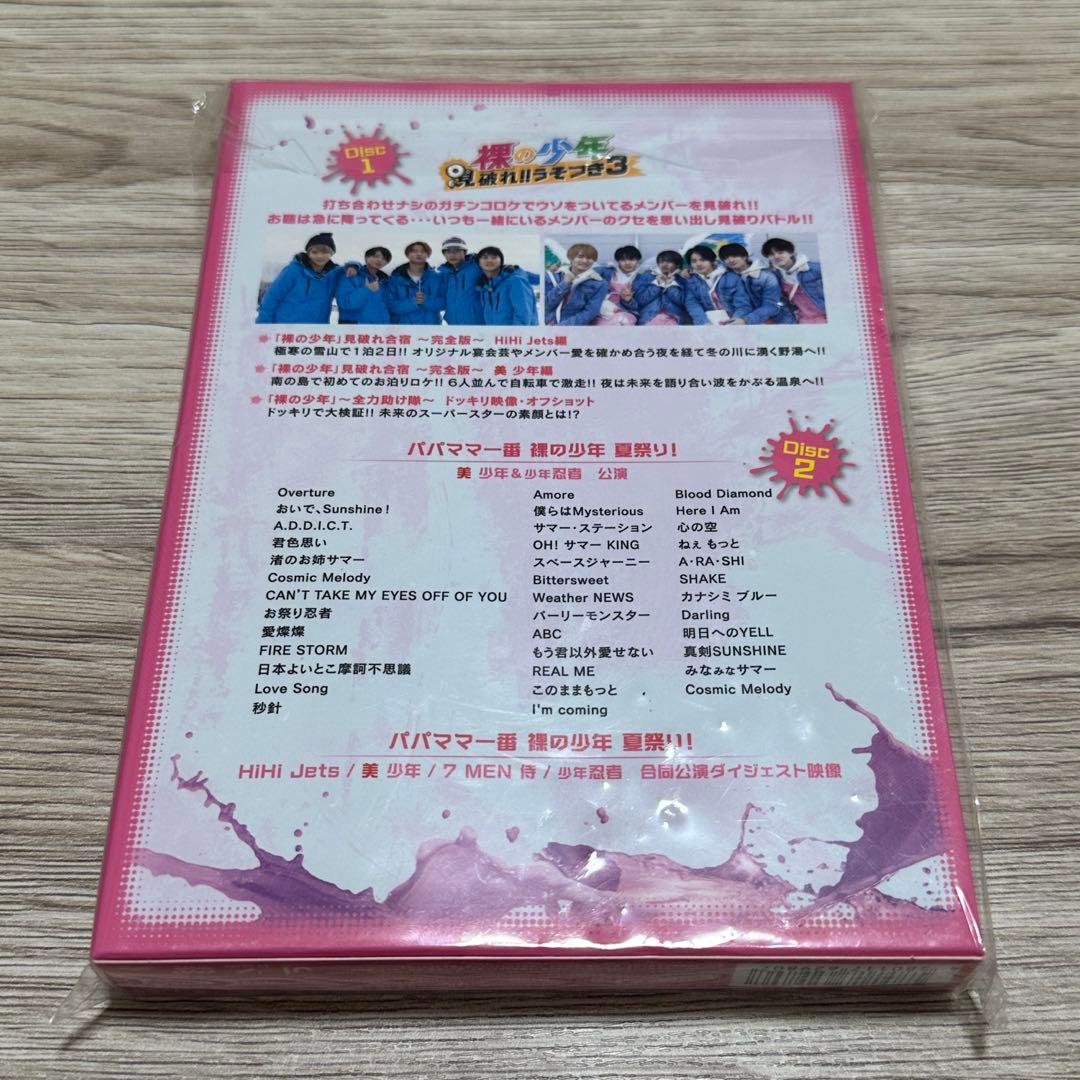 Disc
1
裸の少年
見破れ!!うそつき3
打ち合わせナシのガチンコロケでウソをついてるメンバーを見破れ!!
お題は急に降ってくる･･･いつも一緒にいるメンバーのクセを思い出し見破りバトル!!
「裸の少年」見破れ合宿 ～完全版～ HiHi Jets編
極寒の雪山で1泊2日!! オリジナル宴会芸やメンバー愛を確かめ合う夜を経て冬の川に湧く野湯へ!!
「裸の少年」見破れ合宿 ～完全版～ 美 少年編
南の島で初めてのお泊りロケ!! 6人並んで自転車で激走!! 夜は未来を語り合い波をかぶる温泉へ!!
「裸の少年」～全力助け隊～ ドッキリ映像・オフショット
ドッキリで大検証!! 未来のスーパースターの素顔とは!?
Disc
2
パパママ一番 裸の少年 夏祭り!
美 少年＆少年忍者 公演
Overture
おいで、Sunshine!
A.D.D.I.C.T.
君色思い
渚のお姉サマー
Cosmic Melody
CAN'T TAKE MY EYES OFF OF YOU
お祭り忍者
愛燦燦
FIRE STORM
日本よいとこ摩訶不思議
Love Song
秒針
Amore
僕らはMysterious
サマー・ステーション
OH! サマー KING
スペースジャーニー
Bittersweet
Weather NEWS
バーリーモンスター
ABC
もう君以外愛せない
REAL ME
このままもっと
I'm coming
Blood Diamond
Here I Am
心の空
ねぇ もっと
A・RA・SHI
SHAKE
カナシミ ブルー
Darling
明日へのYELL
真剣SUNSHINE
みなみなサマー
Cosmic Melody
パパママ一番 裸の少年 夏祭り!
HiHi Jets / 美 少年 / 7 MEN 侍 / 少年忍者 合同公演ダイジェスト映像